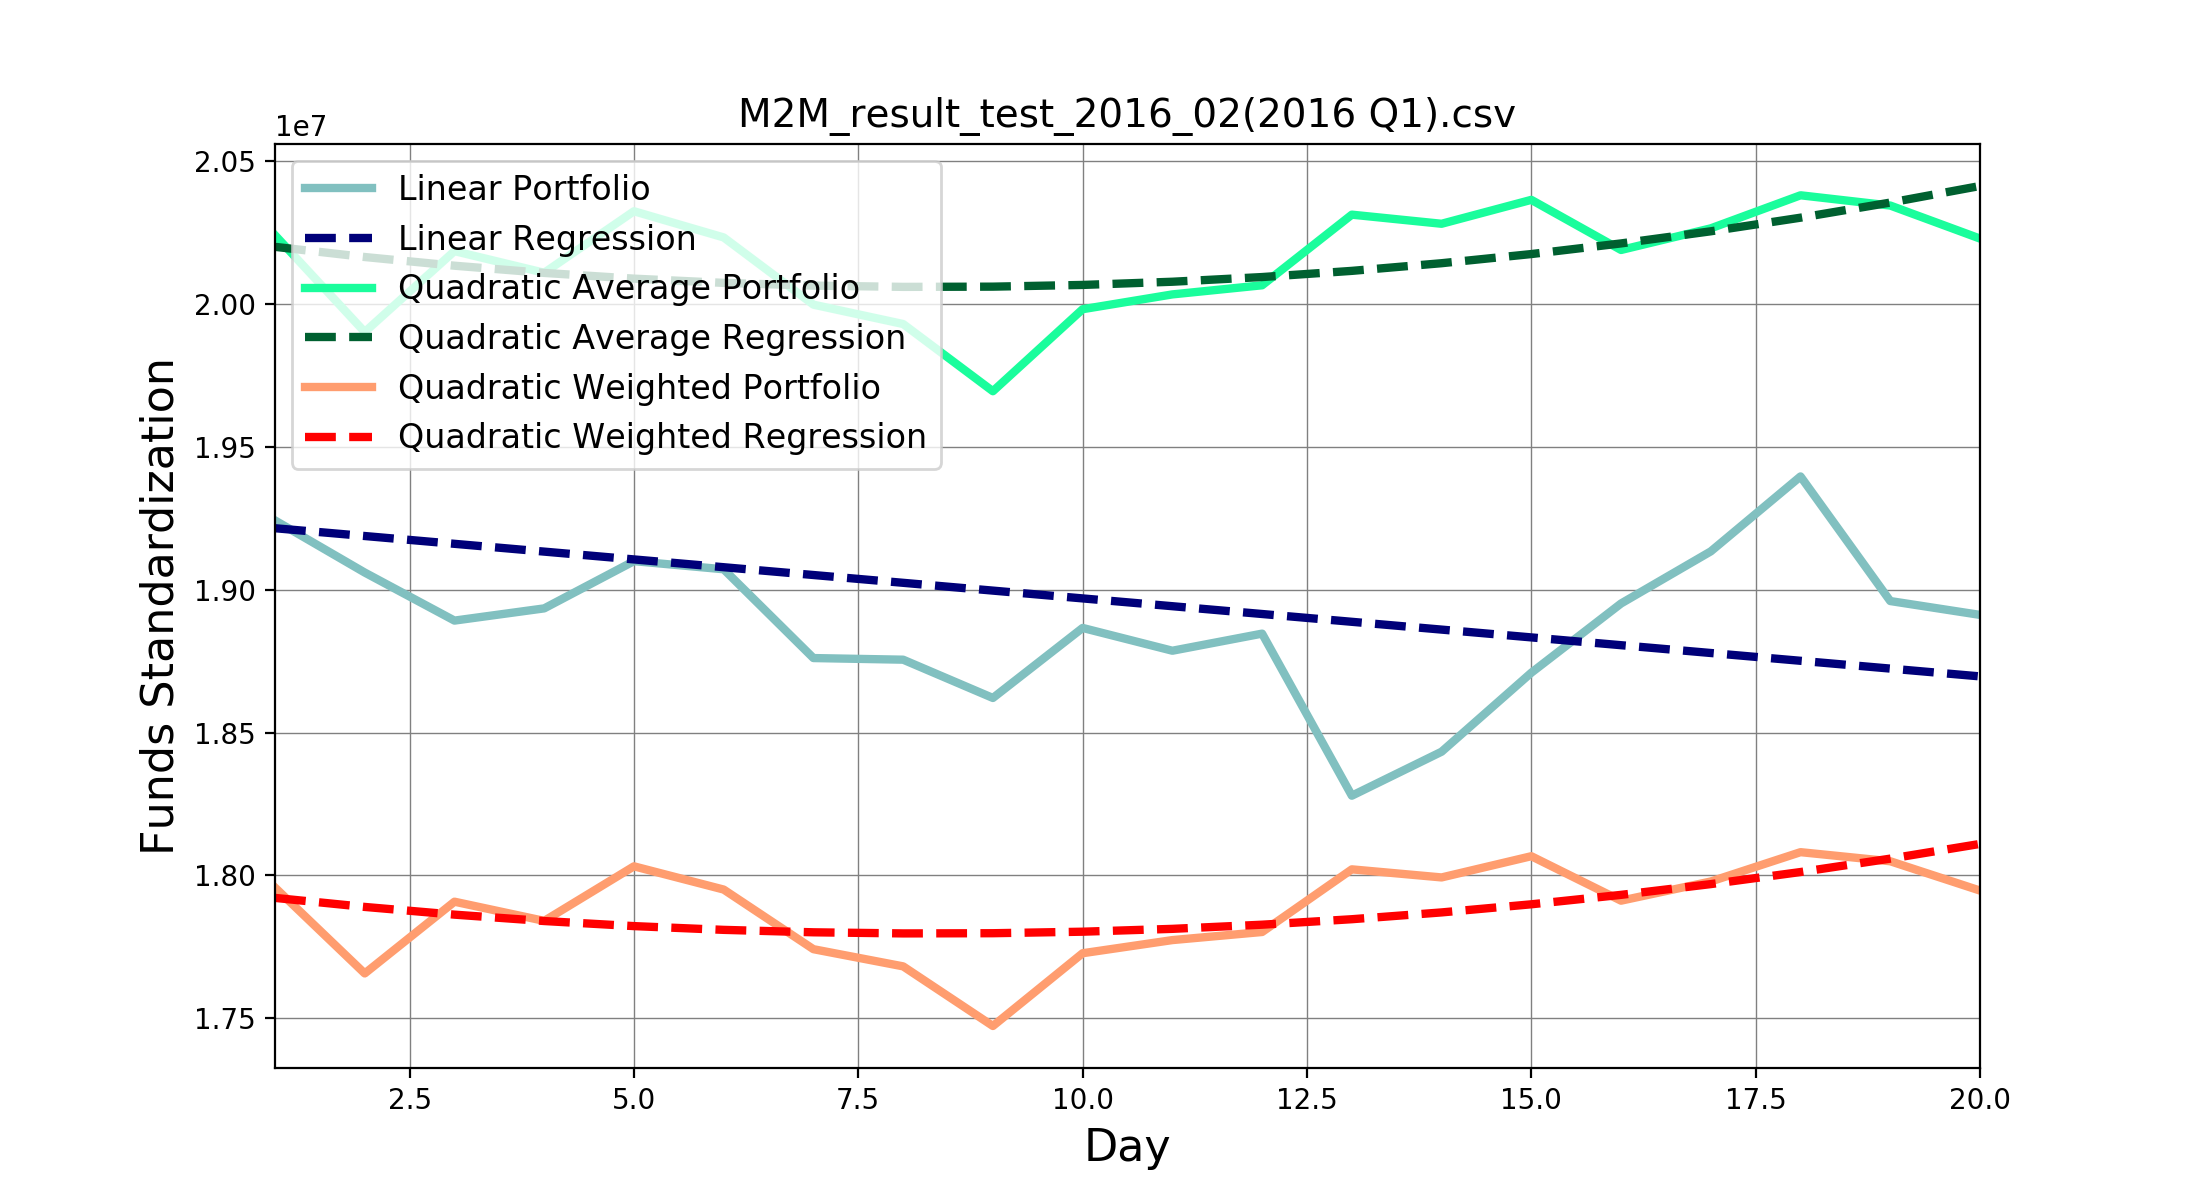 M2M_result_test_2016_02(2016 Q1).csv
1e7
2.05
2.00
1.95
1.90
1.85
1.80
1.75
Funds Standardization
Linear Portfolio
Linear Regression
Quadratic Average Portfolio
Quadratic Average Regression
Quadratic Weighted Portfolio
Quadratic Weighted Regression
2.5 5.0 7.5 10.0 12.5 15.0 17.5 20.0
Day